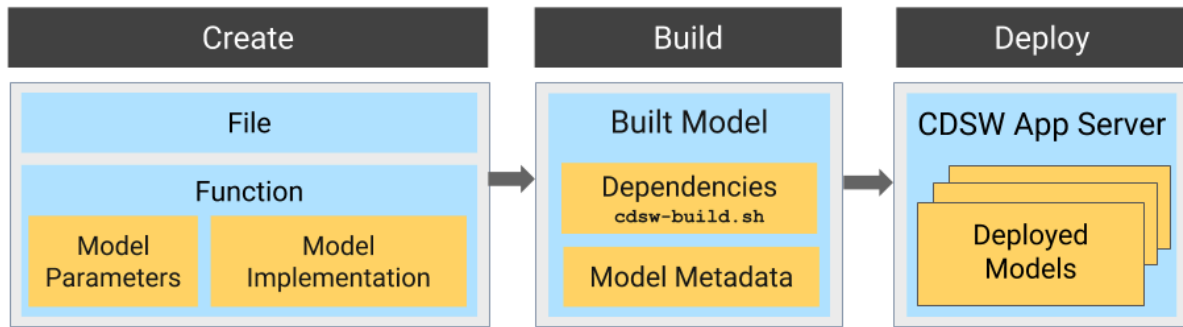 Create
Build
Deploy
File
Function
Model
Parameters
Model
Implementation
Built Model
Dependencies
cdsw-build.sh
Model Metadata
CDSW App Server
Deployed
Models